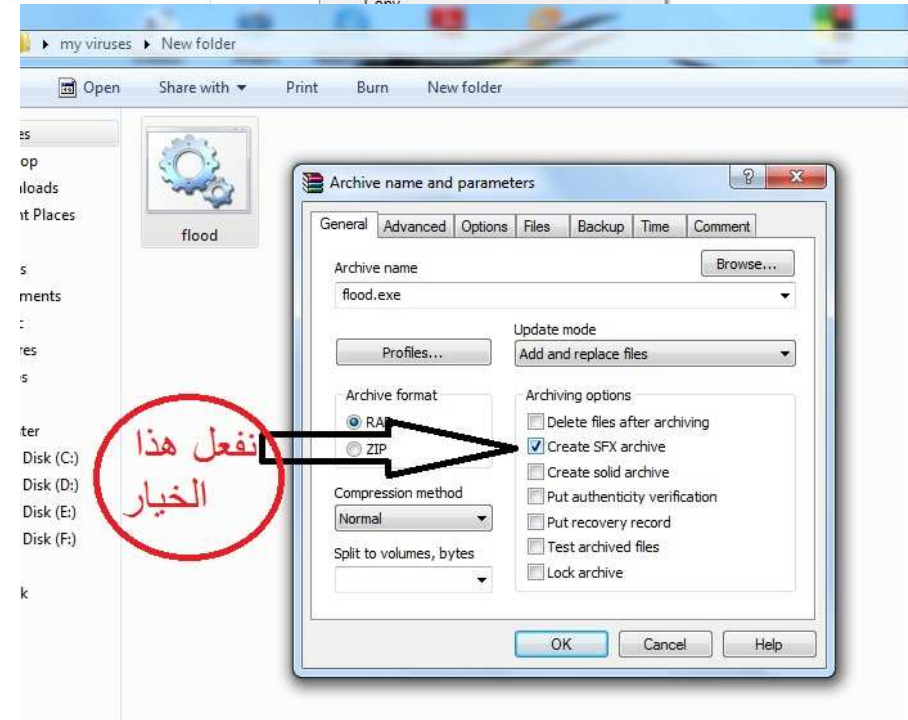 my viruses ▸ New folder
Open Share with Print Burn New folder
flood
Archive name and parameters
General Advanced Options Files Backup Time Comment
Archive name
Browse...
flood.exe
Update mode
Profiles...
Add and replace files
Archive format
Archiving options
Delete files after archiving
Create SFX archive
ZIP
Create solid archive
Put authenticity verification
Compression method
Normal
Put recovery record
Test archived files
Split to volumes, bytes
Lock archive
OK Cancel Help
نفعل هذا
الخيار
Disk (C:)
Disk (D:)
Disk (E:)
Disk (F:)